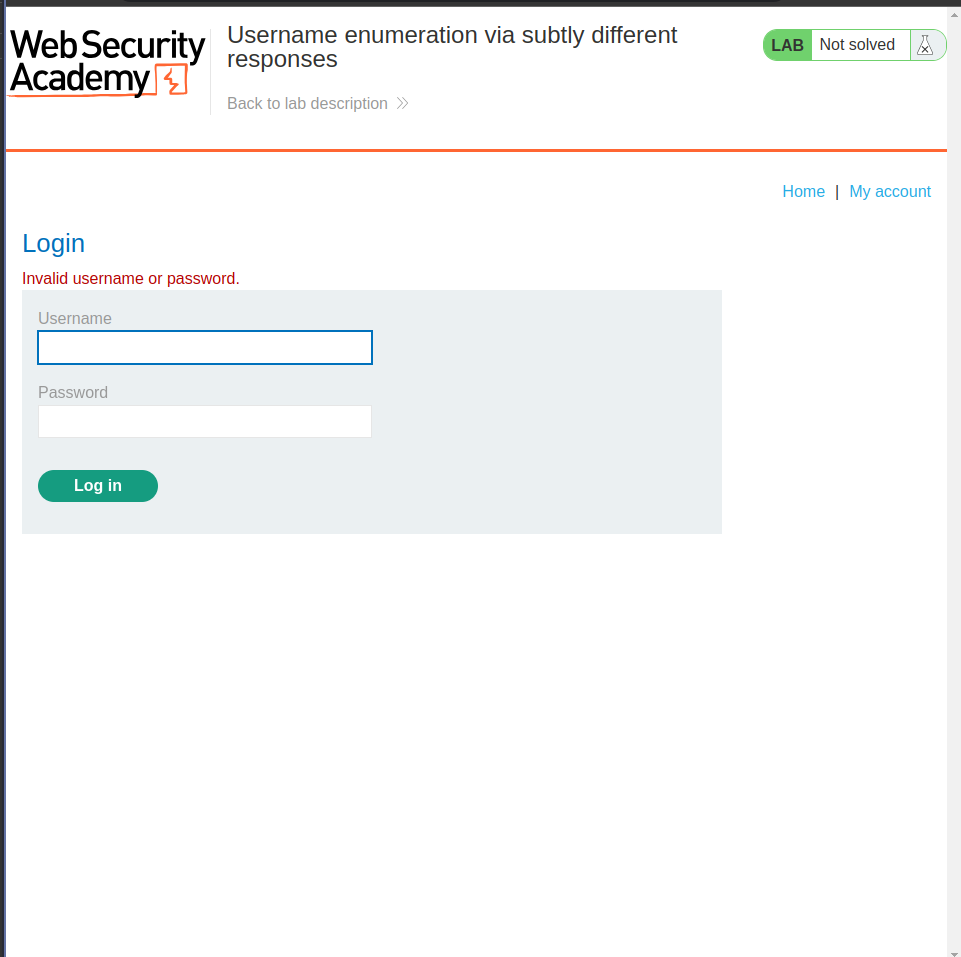 Web Security
Academy
Username enumeration via subtly different
responses
Back to lab description
LAB
Not solved
Home | My account
Login
Invalid username or password.
Username
Password
Log in